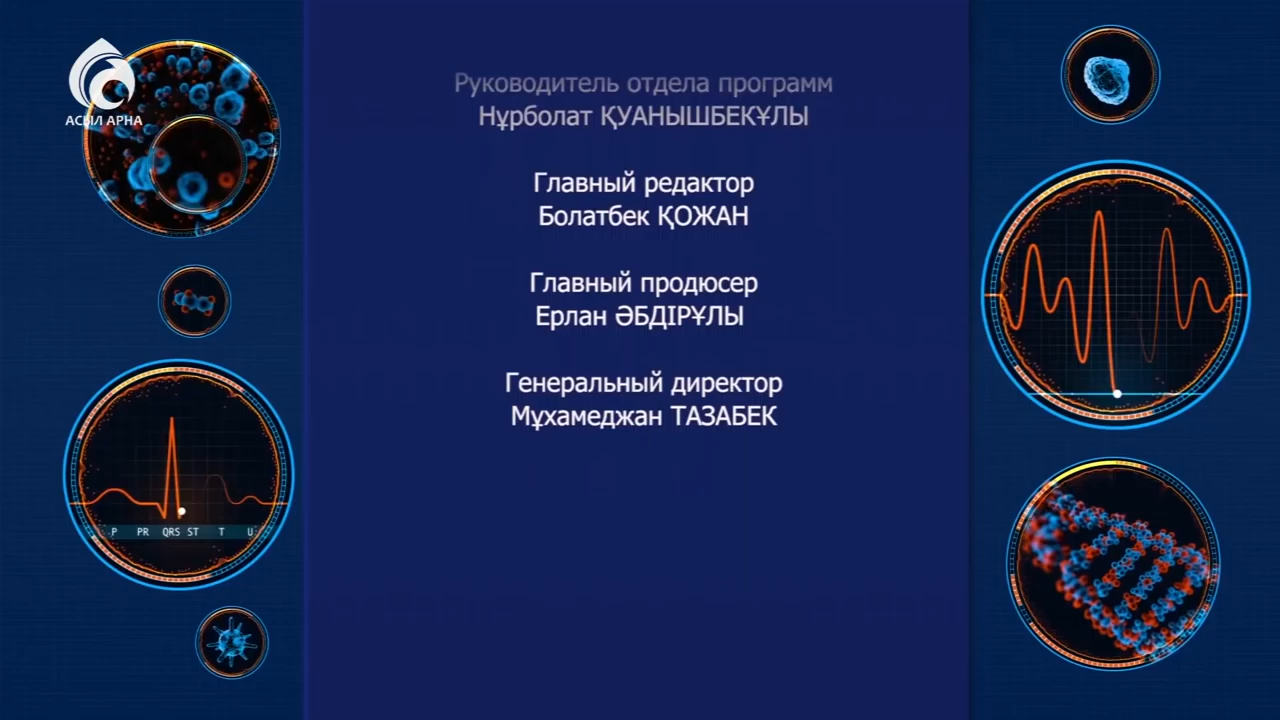 АСЫЛ АРНА
Руководитель отдела программ
Нұрболат ҚУАНЫШБЕКҰЛЫ
Главный редактор
Болатбек ҚОЖАН
Главный продюсер
Ерлан ӘБДІРҰЛЫ
Генеральный директор
Мұхамеджан ТАЗАБЕК
P PR QRS ST T U